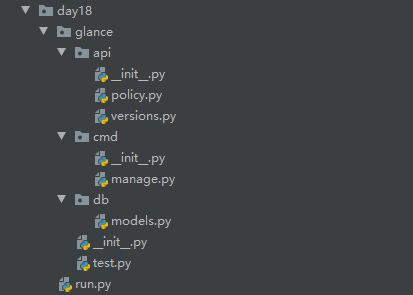 day18
glance
api
__init__.py
policy.py
versions.py
cmd
__init__.py
manage.py
db
models.py
__init__.py
test.py
run.py